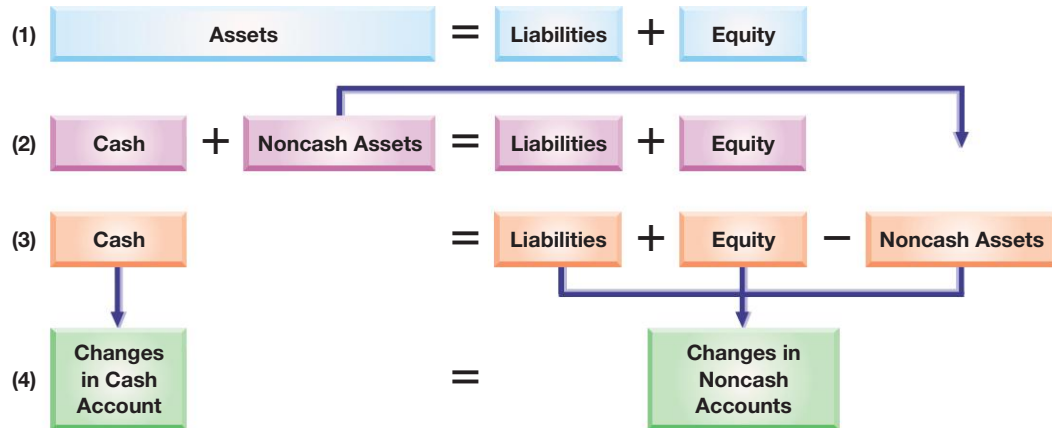 (1) Assets = Liabilities + Equity
(2) Cash + Noncash Assets = Liabilities + Equity
(3) Cash = Liabilities + Equity − Noncash Assets
(4) Changes in Cash Account = Changes in Noncash Accounts